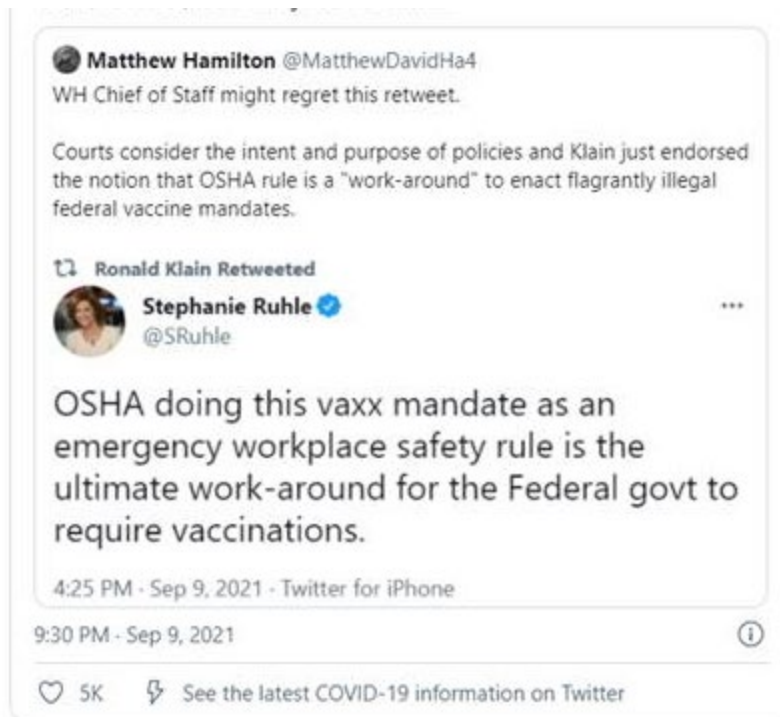 Matthew Hamilton @MatthewDavidHa4
WH Chief of Staff might regret this retweet.
Courts consider the intent and purpose of policies and Klain just endorsed
the notion that OSHA rule is a "work-around" to enact flagrantly illegal
federal vaccine mandates.
Ronald Klain Retweeted
Stephanie Ruhle
@SRuhle
OSHA doing this vaxx mandate as an
emergency workplace safety rule is the
ultimate work-around for the Federal govt to
require vaccinations.
4:25 PM · Sep 9, 2021 · Twitter for iPhone
9:30 PM · Sep 9, 2021
5K See the latest COVID-19 information on Twitter